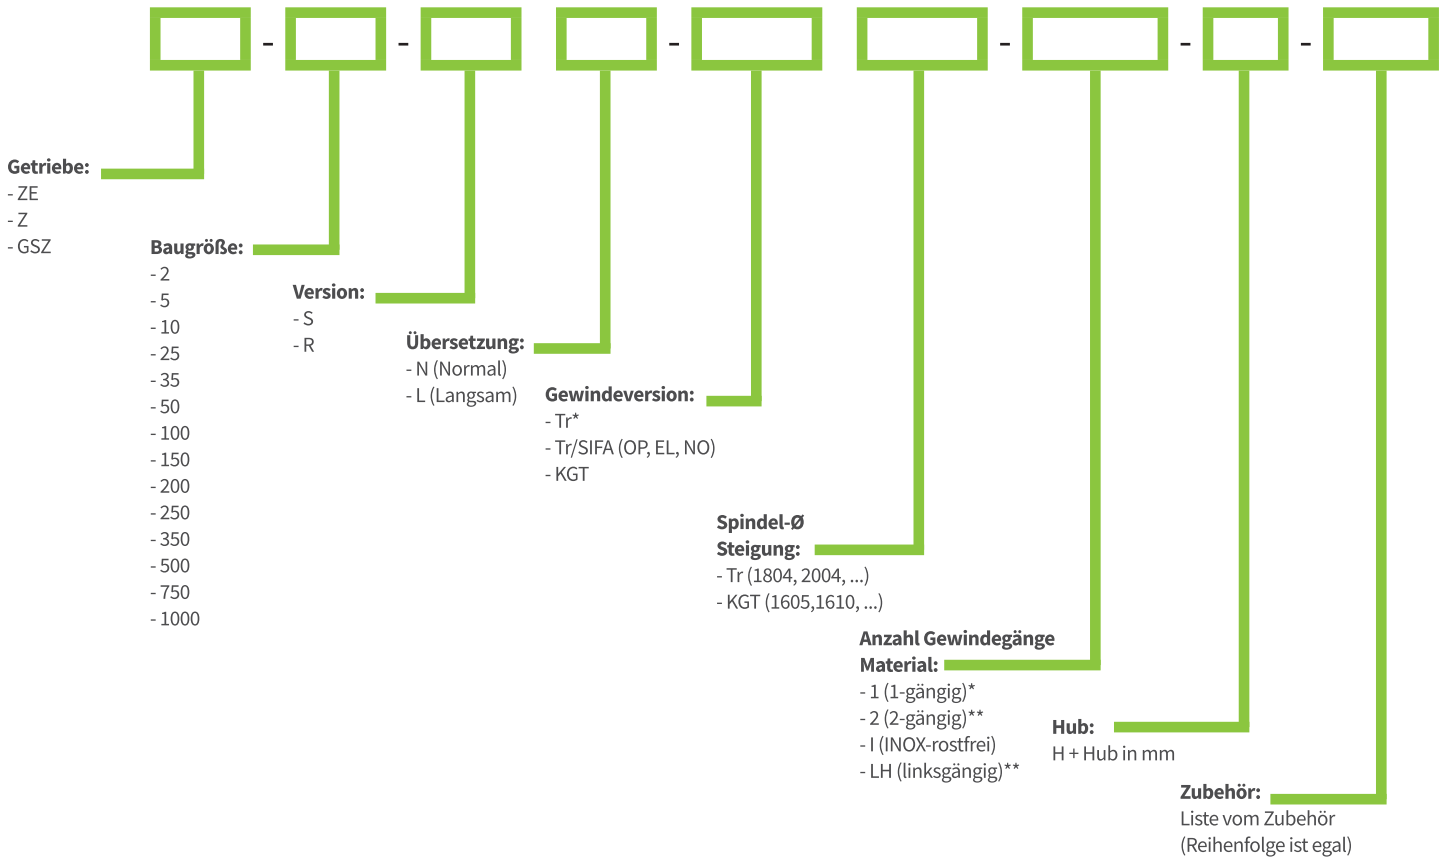 - - - - - -
Getriebe:
- ZE
- Z
- GSZ
Baugröße:
- 2
- 5
- 10
- 25
- 35
- 50
- 100
- 150
- 200
- 250
- 350
- 500
- 750
- 1000
Version:
- S
- R
Übersetzung:
- N (Normal)
- L (Langsam)
Gewindeversion:
- Tr*
- Tr/SIFA (OP, EL, NO)
- KGT
Spindel-Ø
Steigung:
- Tr (1804, 2004, ...)
- KGT (1605,1610, ...)
Anzahl Gewindegänge
Material:
- 1 (1-gängig)*
- 2 (2-gängig)**
- I (INOX-rostfrei)
- LH (linksgängig)**
Hub:
H + Hub in mm
Zubehör:
Liste vom Zubehör
(Reihenfolge ist egal)